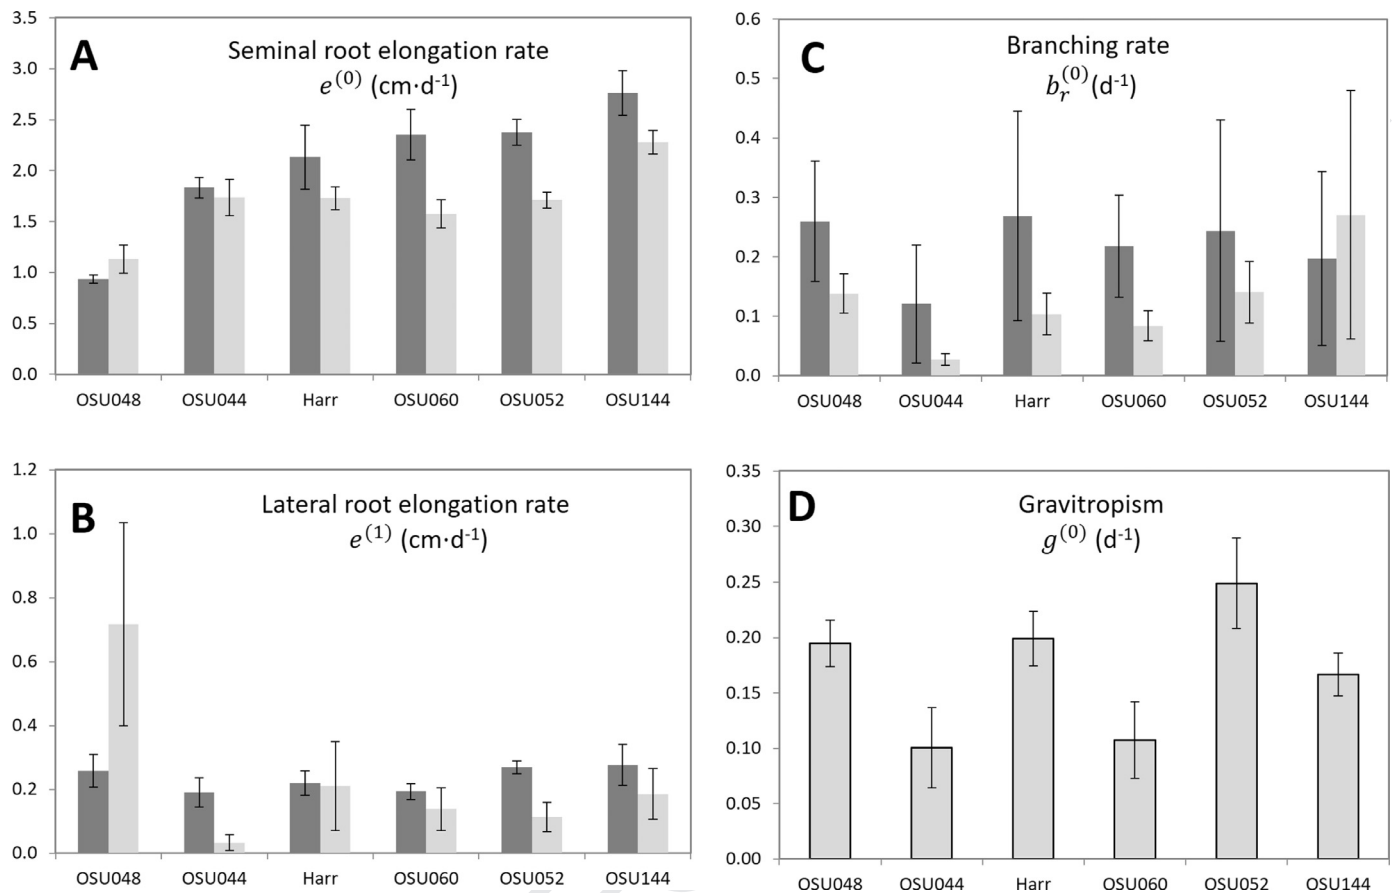 A
Seminal root elongation rate
e⁽⁰⁾ (cm·d⁻¹)
3.5
3.0
2.5
2.0
1.5
1.0
0.5
0.0
OSU048 OSU044 Harr OSU060 OSU052 OSU144
C
Branching rate
bᵣ⁽⁰⁾(d⁻¹)
0.6
0.5
0.4
0.3
0.2
0.1
0.0
OSU048 OSU044 Harr OSU060 OSU052 OSU144
B
Lateral root elongation rate
e⁽¹⁾ (cm·d⁻¹)
1.2
1.0
0.8
0.6
0.4
0.2
0.0
OSU048 OSU044 Harr OSU060 OSU052 OSU144
D
Gravitropism
g⁽⁰⁾ (d⁻¹)
0.35
0.30
0.25
0.20
0.15
0.10
0.05
0.00
OSU048 OSU044 Harr OSU060 OSU052 OSU144